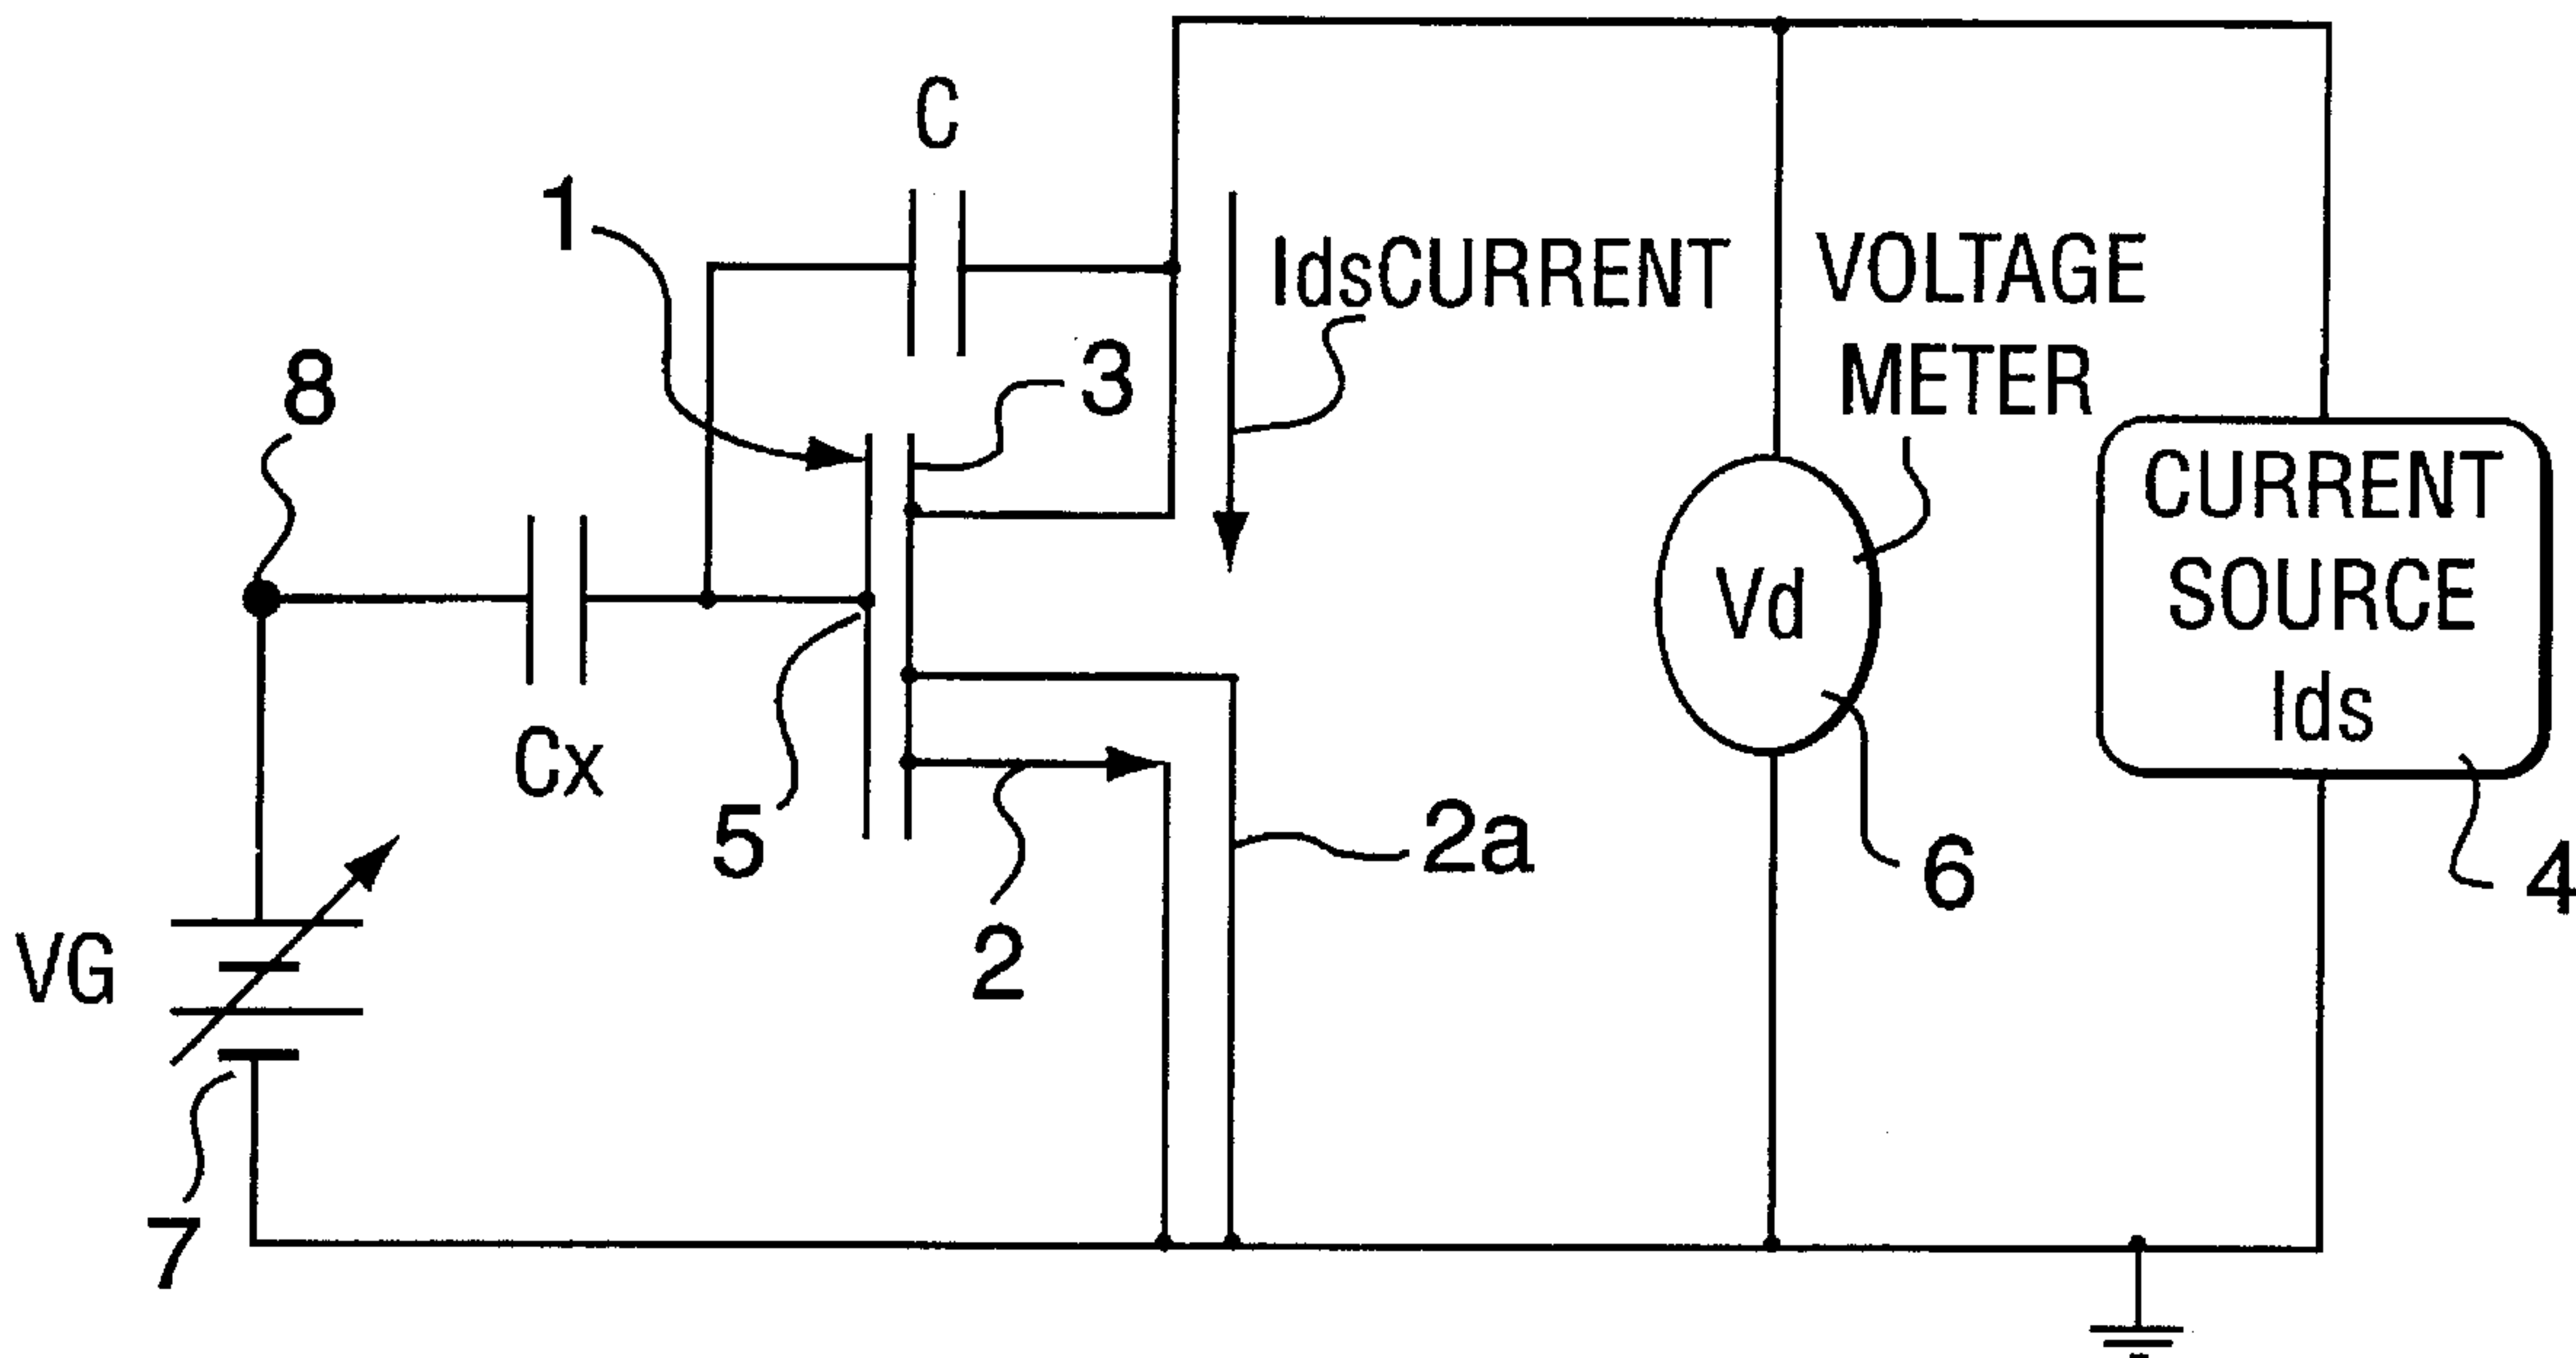 C
1
IdsCURRENT
VOLTAGE
METER
8
3
CURRENT
SOURCE
Ids
Vd
Cx
5
2a
6
4
VG
2
7